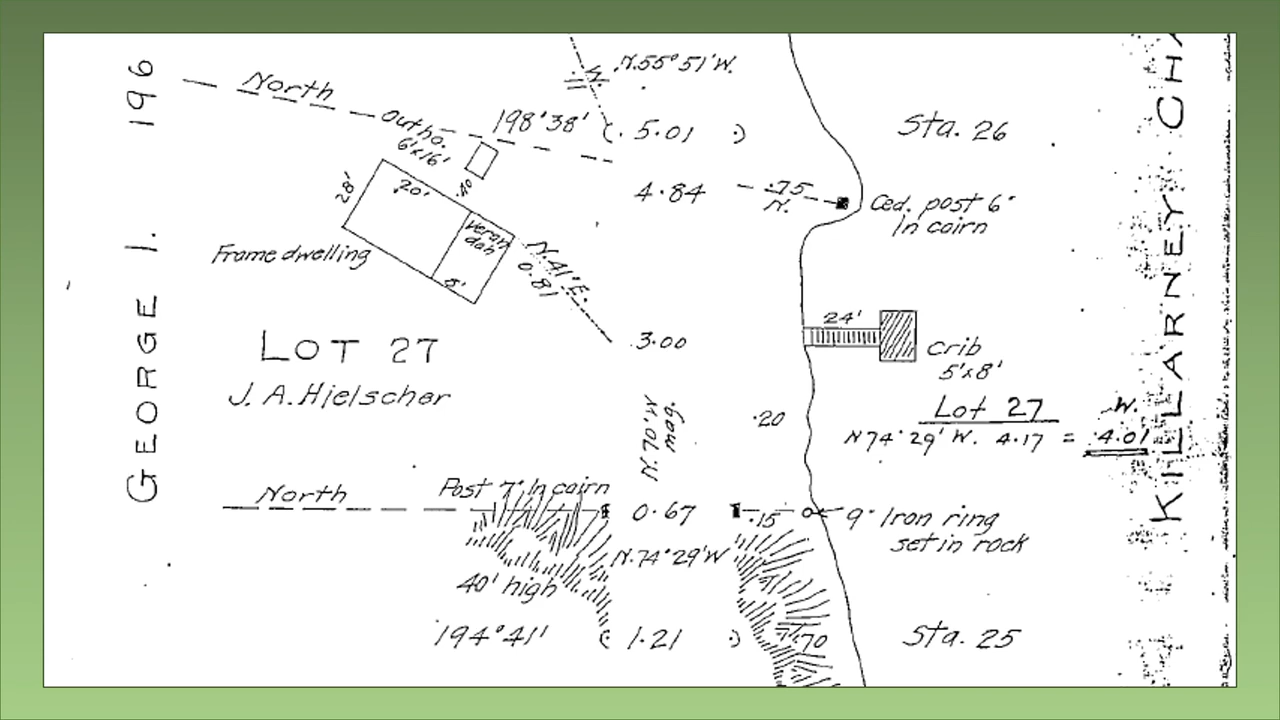 GEORGE I. 196
KILLARNEY
North
N.55°51'W.
Outho.
6'x16'
198°38'
5.01
Sta. 26
28'
20'
40'
4.84
.75
N.
Ced. post 6"
in cairn
Veran
dah
8'
Frame dwelling
N.41°E.
0.81
24'
3.00
Crib
5'x8'
LOT 27
J. A. Hielscher
N.70°W.
mag.
.20
Lot 27
W.
N74°29'W. 4.17 = 4.01
North
Post 7" In cairn
0.67
.15
9" Iron ring
set in rock
N.74°29'W
40' high
194°41'
1.21
.70
Sta. 25